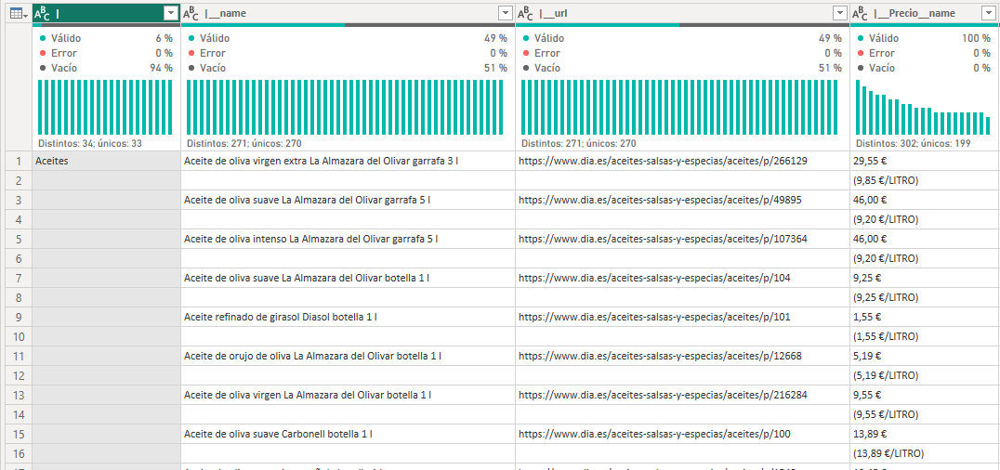 ABC | ABC |__name ABC |__url ABC |__Precio__name
Válido 6 % Válido 49 % Válido 49 % Válido 100 %
Error 0 % Error 0 % Error 0 % Error 0 %
Vacío 94 % Vacío 51 % Vacío 51 % Vacío 0 %
Distintos: 34; únicos: 33 Distintos: 271; únicos: 270 Distintos: 271; únicos: 270 Distintos: 302; únicos: 199
1 Aceites Aceite de oliva virgen extra La Almazara del Olivar garrafa 3 l https://www.dia.es/aceites-salsas-y-especias/aceites/p/266129 29,55 €
2 (9,85 €/LITRO)
3 Aceite de oliva suave La Almazara del Olivar garrafa 5 l https://www.dia.es/aceites-salsas-y-especias/aceites/p/49895 46,00 €
4 (9,20 €/LITRO)
5 Aceite de oliva intenso La Almazara del Olivar garrafa 5 l https://www.dia.es/aceites-salsas-y-especias/aceites/p/107364 46,00 €
6 (9,20 €/LITRO)
7 Aceite de oliva suave La Almazara del Olivar botella 1 l https://www.dia.es/aceites-salsas-y-especias/aceites/p/104 9,25 €
8 (9,25 €/LITRO)
9 Aceite refinado de girasol Diasol botella 1 l https://www.dia.es/aceites-salsas-y-especias/aceites/p/101 1,55 €
10 (1,55 €/LITRO)
11 Aceite de orujo de oliva La Almazara del Olivar botella 1 l https://www.dia.es/aceites-salsas-y-especias/aceites/p/12668 5,19 €
12 (5,19 €/LITRO)
13 Aceite de oliva virgen La Almazara del Olivar botella 1 l https://www.dia.es/aceites-salsas-y-especias/aceites/p/216284 9,55 €
14 (9,55 €/LITRO)
15 Aceite de oliva suave Carbonell botella 1 l https://www.dia.es/aceites-salsas-y-especias/aceites/p/100 13,89 €
16 (13,89 €/LITRO)